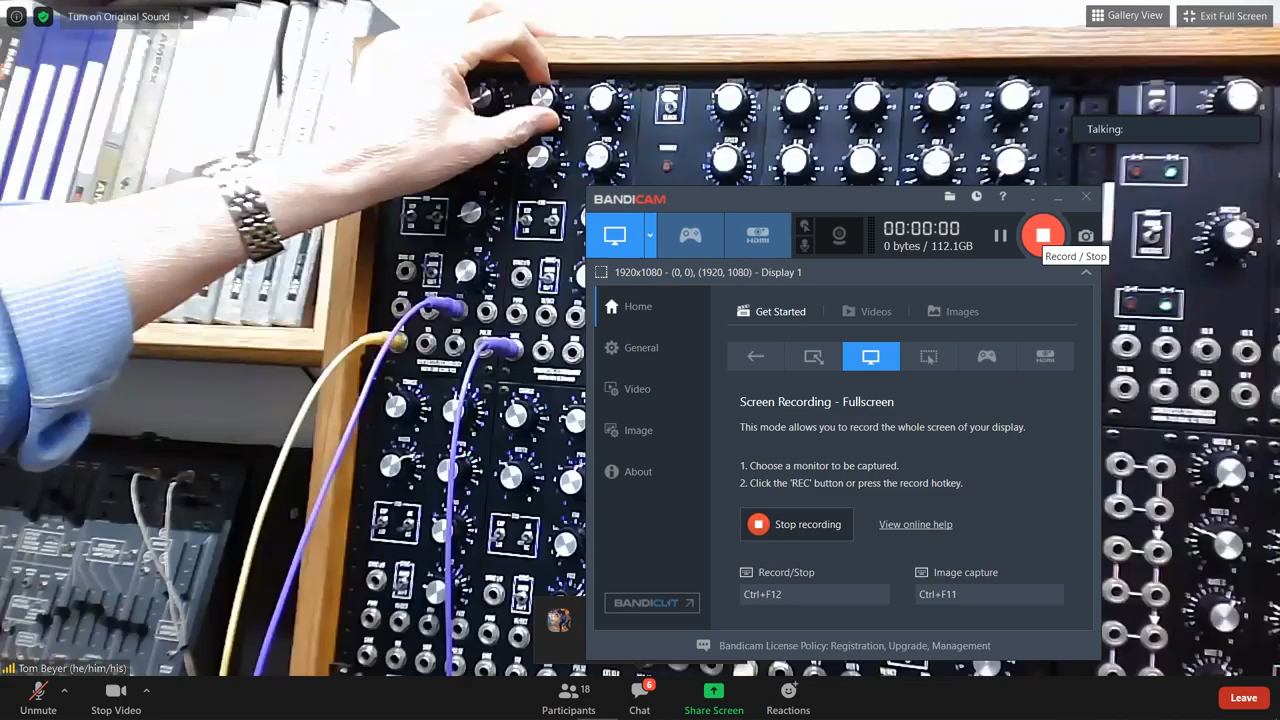 Turn on Original Sound
Gallery View
Exit Full Screen
AMPEX
Talking:
BANDICAM
HDMI
00:00:00
0 bytes / 112.1GB
Record / Stop
1920x1080 - (0, 0), (1920, 1080) - Display 1
Home
Get Started
Videos
Images
General
HDMI
Video
Screen Recording - Fullscreen
This mode allows you to record the whole screen of your display.
Image
1. Choose a monitor to be captured.
About
2. Click the 'REC' button or press the record hotkey.
Stop recording
View online help
Record/Stop
Image capture
Ctrl+F12
Ctrl+F11
BANDICUT
Bandicam License Policy: Registration, Upgrade, Management
Tom Beyer (he/him/his)
Unmute
Stop Video
Participants
18
Chat
6
Share Screen
Reactions
Leave